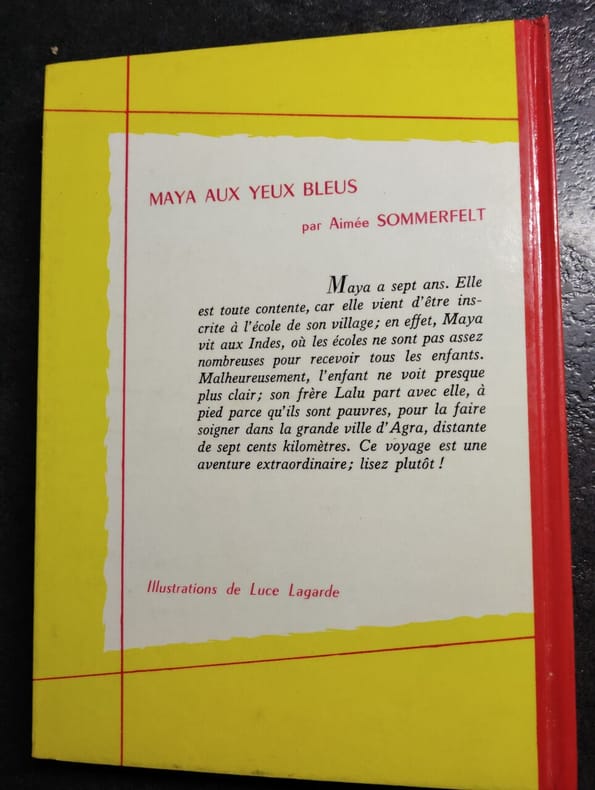 MAYA AUX YEUX BLEUS
par Aimée SOMMERFELT
Maya a sept ans. Elle
est toute contente, car elle vient d'être ins-
crite à l'école de son village; en effet, Maya
vit aux Indes, où les écoles ne sont pas assez
nombreuses pour recevoir tous les enfants.
Malheureusement, l'enfant ne voit presque
plus clair; son frère Lalu part avec elle, à
pied parce qu'ils sont pauvres, pour la faire
soigner dans la grande ville d'Agra, distante
de sept cents kilomètres. Ce voyage est une
aventure extraordinaire; lisez plutôt !
Illustrations de Luce Lagarde